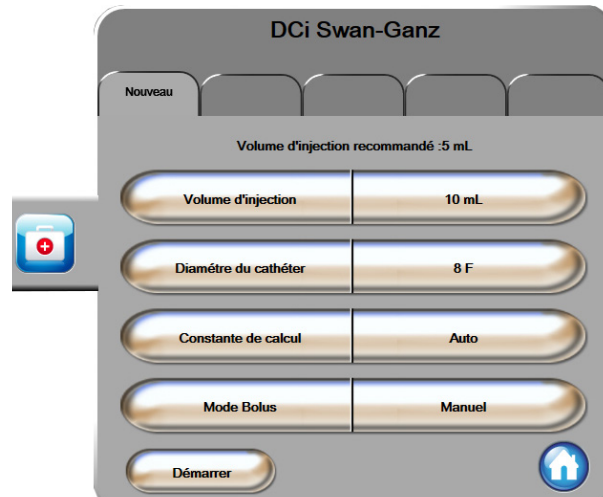 DCi Swan-Ganz
Nouveau
Volume d'injection recommandé :5 mL
Volume d'injection 10 mL
Diamétre du cathéter 8 F
Constante de calcul Auto
Mode Bolus Manuel
Démarrer